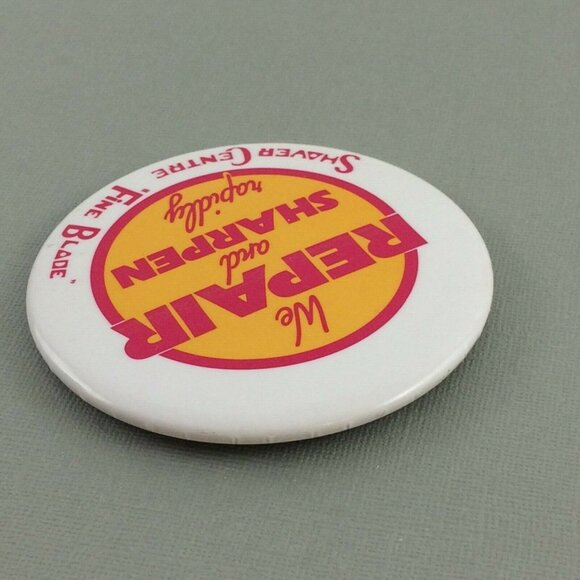 We
REPAIR
and
SHARPEN
rapidly
SHAVER CENTRE "FINE BLADE"